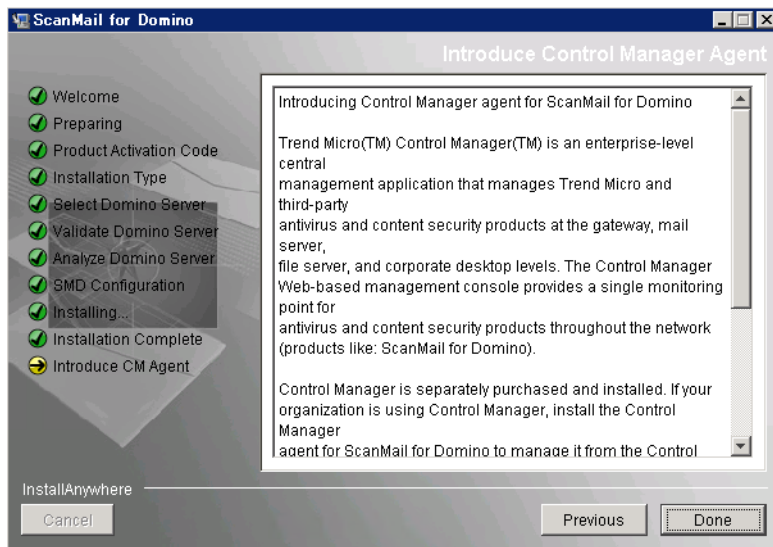 ScanMail for Domino
Introduce Control Manager Agent
Welcome
Preparing
Product Activation Code
Installation Type
Select Domino Server
Validate Domino Server
Analyze Domino Server
SMD Configuration
Installing...
Installation Complete
Introduce CM Agent
Introducing Control Manager agent for ScanMail for Domino
Trend Micro(TM) Control Manager(TM) is an enterprise-level
central
management application that manages Trend Micro and
third-party
antivirus and content security products at the gateway, mail
server,
file server, and corporate desktop levels. The Control Manager
Web-based management console provides a single monitoring
point for
antivirus and content security products throughout the network
(products like: ScanMail for Domino).
Control Manager is separately purchased and installed. If your
organization is using Control Manager, install the Control
Manager
agent for ScanMail for Domino to manage it from the Control
InstallAnywhere
Cancel
Previous
Done